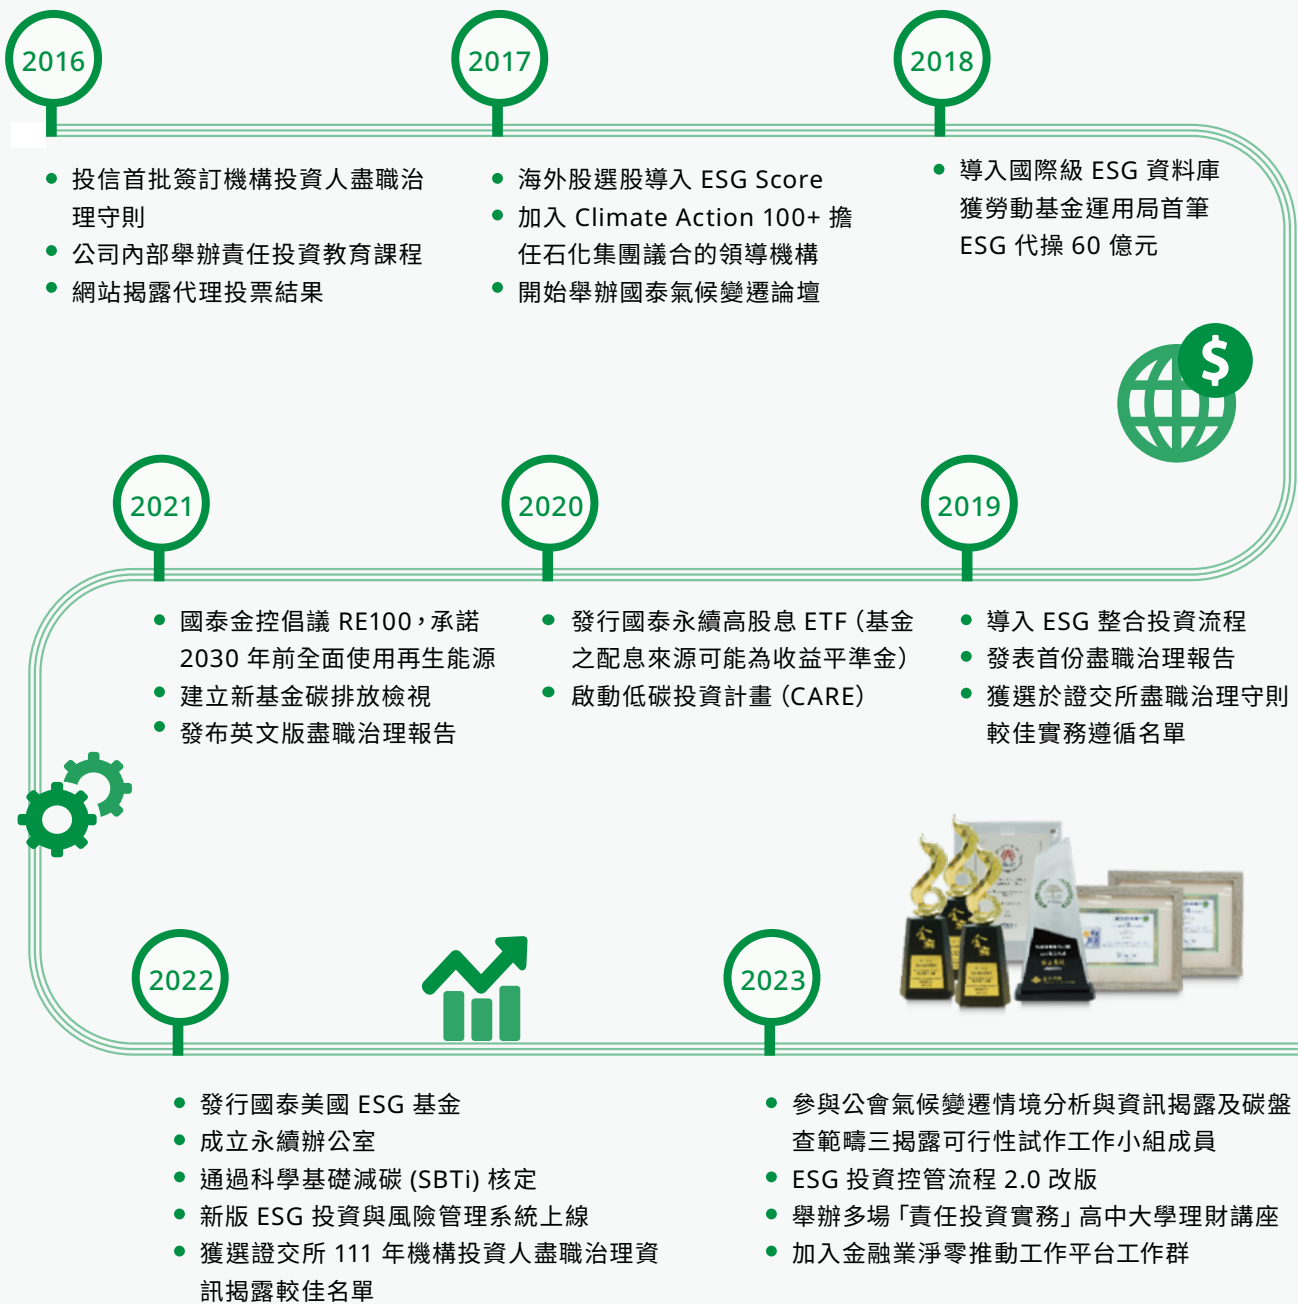 2016
投信首批簽訂機構投資人盡職治
理守則
公司內部舉辦責任投資教育課程
網站揭露代理投票結果
2017
海外股選股導入 ESG Score
加入 Climate Action 100+ 擔
任石化集團議合的領導機構
開始舉辦國泰氣候變遷論壇
2018
導入國際級 ESG 資料庫
獲勞動基金運用局首筆
ESG 代操 60 億元
$
2019
導入 ESG 整合投資流程
發表首份盡職治理報告
獲選於證交所盡職治理守則
較佳實務遵循名單
2020
發行國泰永續高股息 ETF（基金
之配息來源可能為收益平準金）
啟動低碳投資計畫（CARE）
2021
國泰金控倡議 RE100，承諾
2030 年前全面使用再生能源
建立新基金碳排放檢視
發布英文版盡職治理報告
2022
發行國泰美國 ESG 基金
成立永續辦公室
通過科學基礎減碳 (SBTi) 核定
新版 ESG 投資與風險管理系統上線
獲選證交所 111 年機構投資人盡職治理資
訊揭露較佳名單
2023
參與公會氣候變遷情境分析與資訊揭露及碳盤
查範疇三揭露可行性試作工作小組成員
ESG 投資控管流程 2.0 改版
舉辦多場「責任投資實務」高中大學理財講座
加入金融業淨零推動工作平台工作群